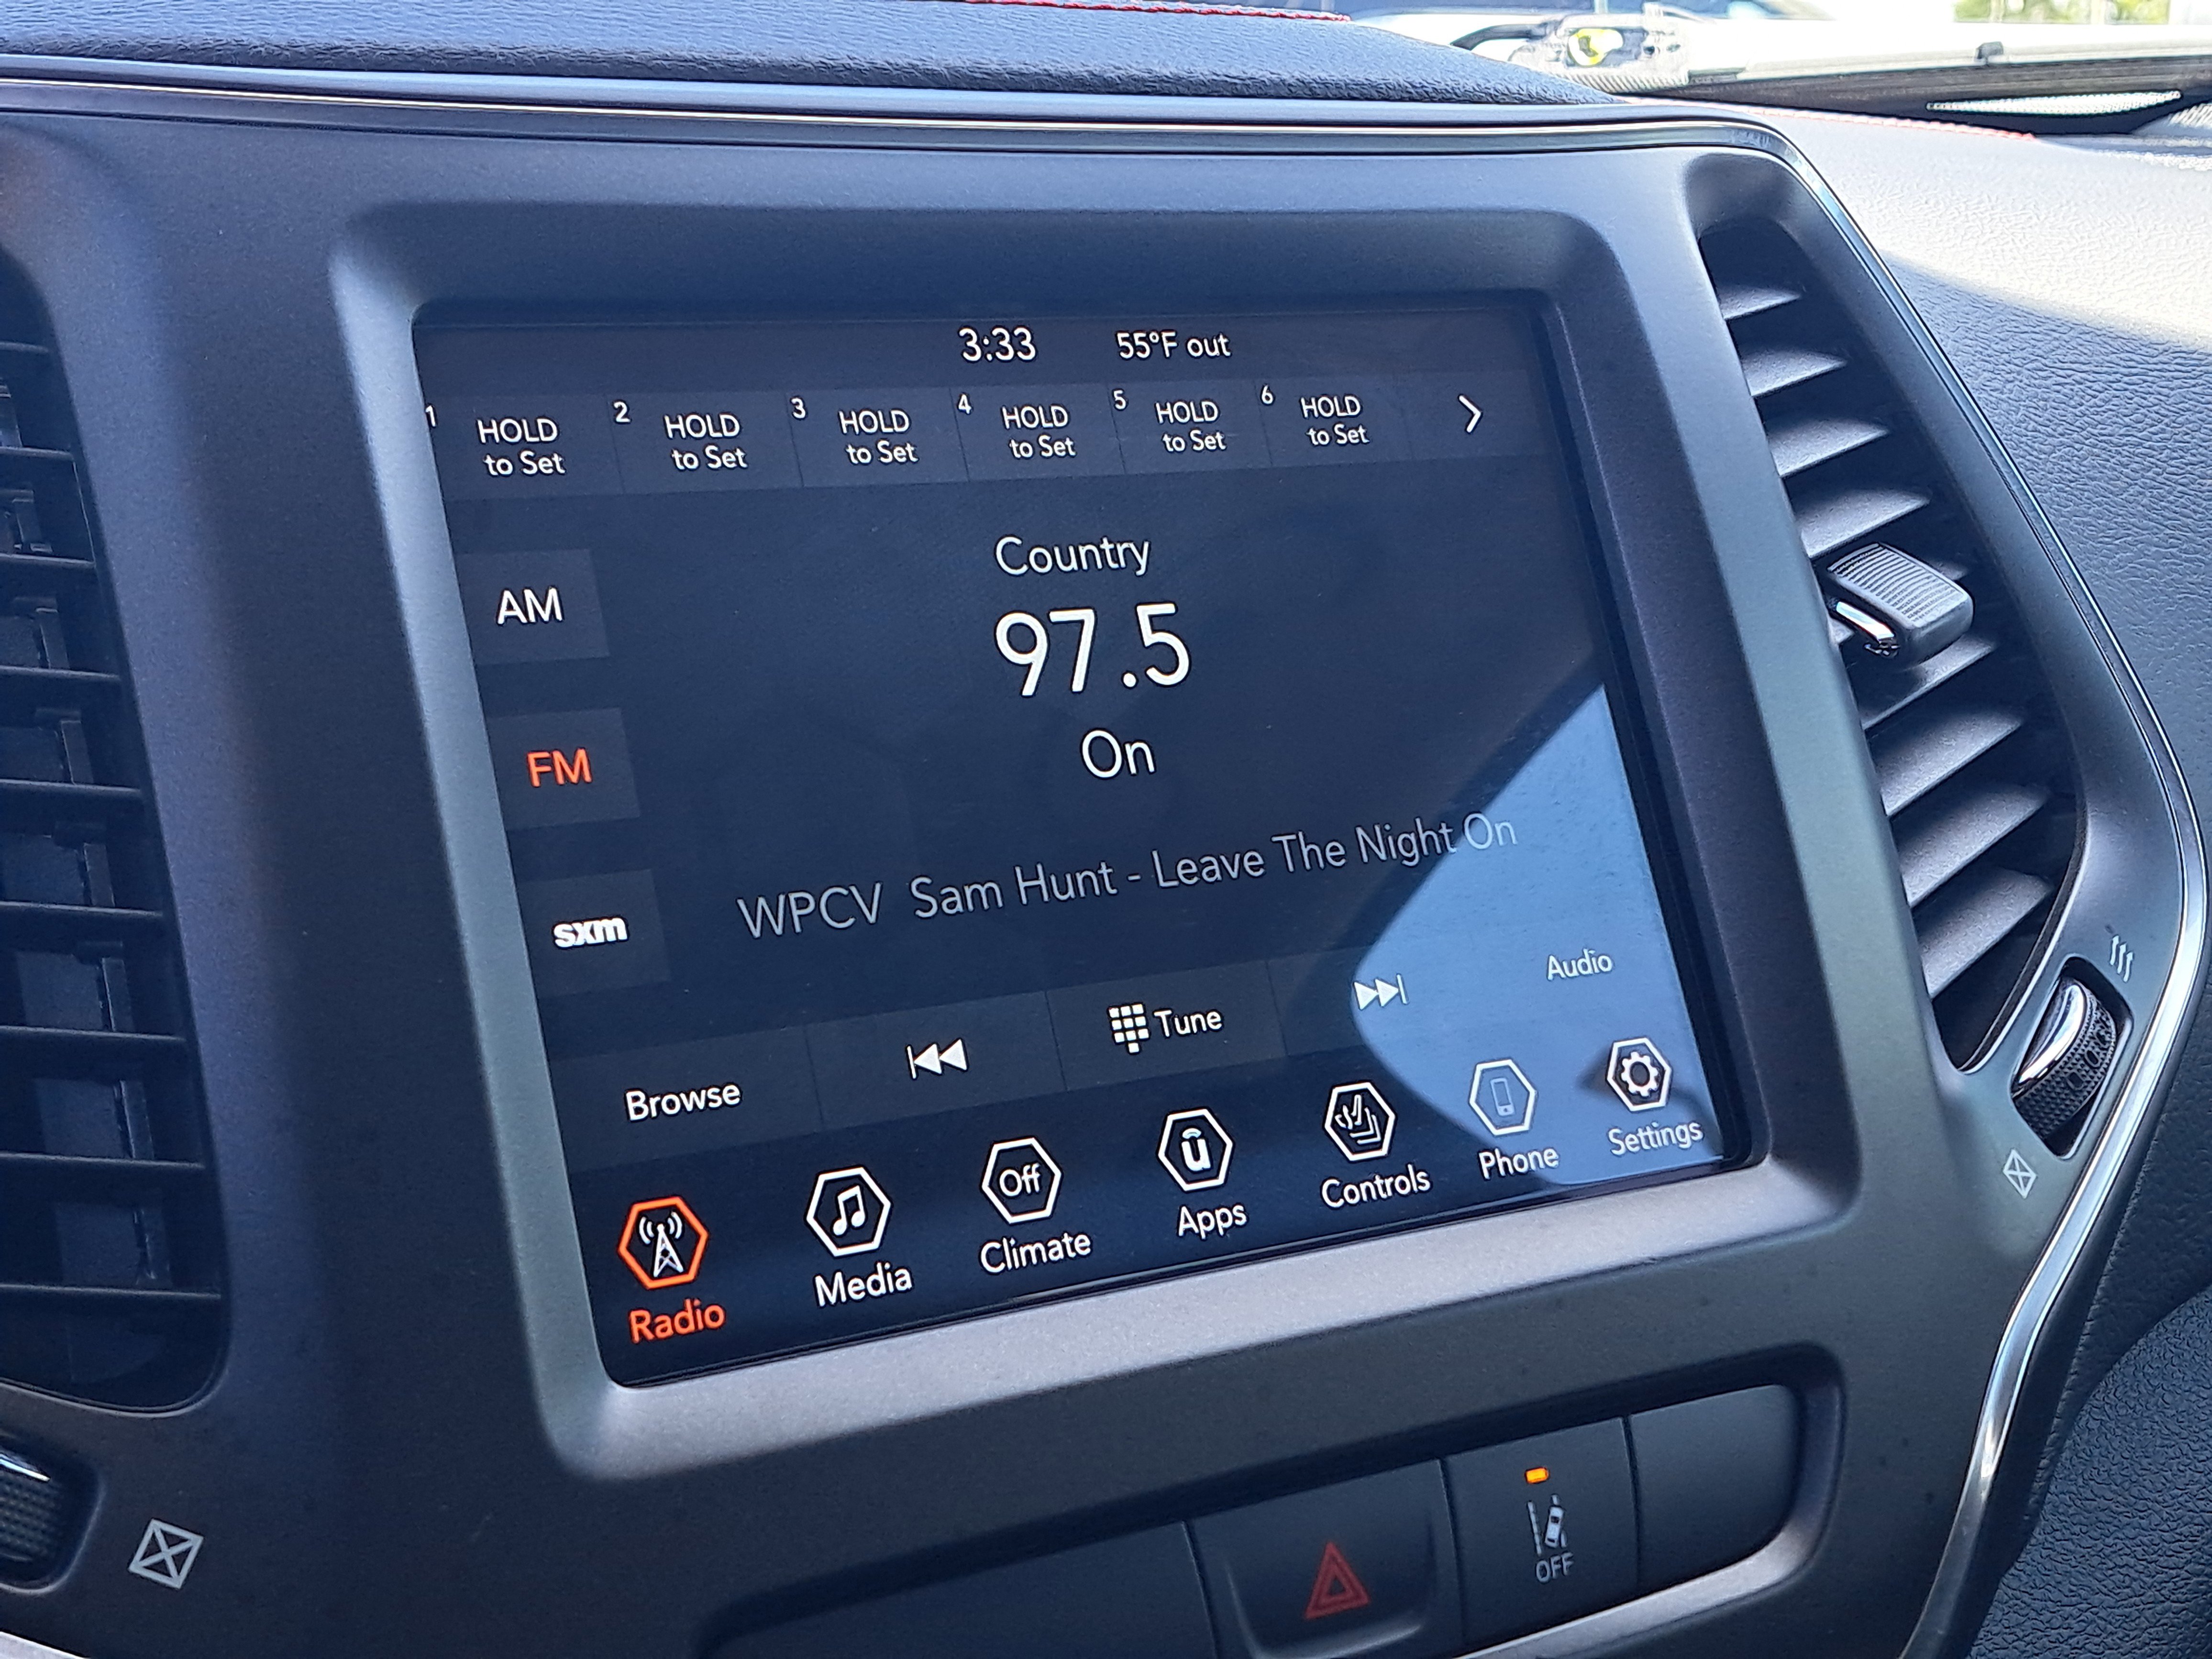 3:33 55°F out
1 HOLD to Set
2 HOLD to Set
3 HOLD to Set
4 HOLD to Set
5 HOLD to Set
6 HOLD to Set
Country
AM
97.5
FM
On
WPCV Sam Hunt - Leave The Night On
sxm
Browse
Tune
Audio
Radio
Media
Off
Climate
u
Apps
Controls
Phone
Settings
OFF